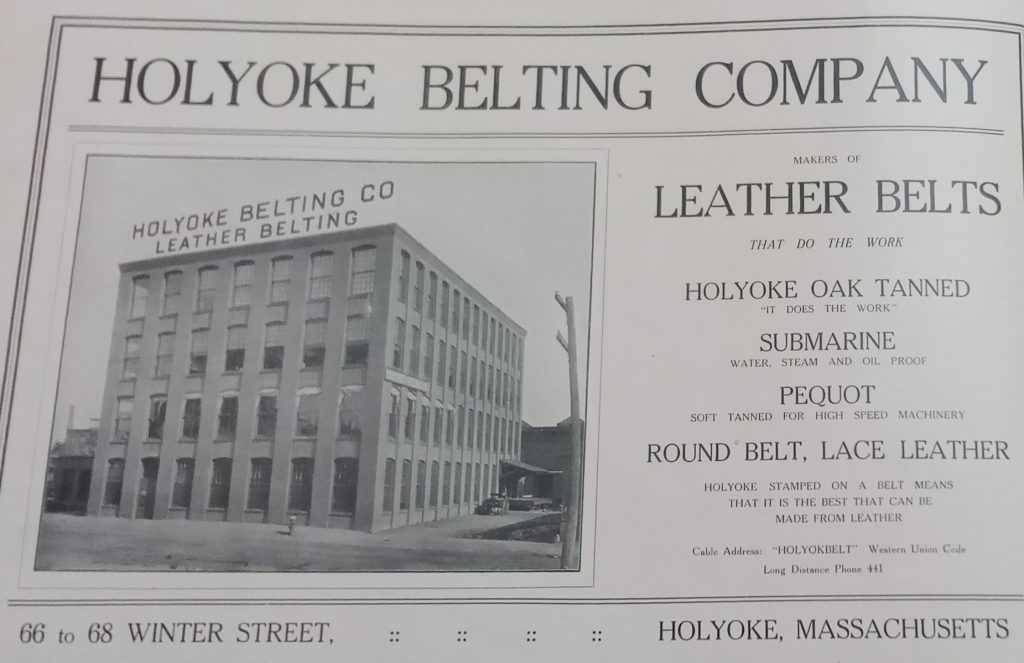 HOLYOKE BELTING COMPANY
HOLYOKE BELTING CO
LEATHER BELTING
MAKERS OF
LEATHER BELTS
THAT DO THE WORK
HOLYOKE OAK TANNED
"IT DOES THE WORK"
SUBMARINE
WATER, STEAM AND OIL PROOF
PEQUOT
SOFT TANNED FOR HIGH SPEED MACHINERY
ROUND BELT, LACE LEATHER
HOLYOKE STAMPED ON A BELT MEANS
THAT IT IS THE BEST THAT CAN BE
MADE FROM LEATHER
Cable Address: "HOLYOKBELT" Western Union Code
Long Distance Phone 441
66 to 68 WINTER STREET, :: :: :: :: HOLYOKE, MASSACHUSETTS